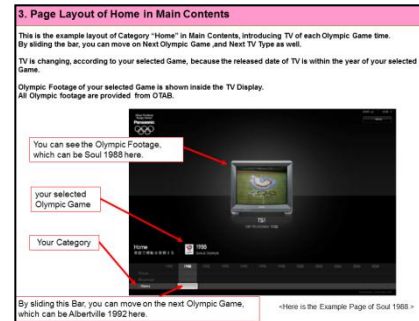 3. Page Layout of Home in Main Contents
This is the example layout of Category "Home" in Main Contents, introducing TV of each Olympic Game time.
By sliding the bar, you can move on Next Olympic Game ,and Next TV Type as well.
TV is changing, according to your selected Game, because the released date of TV is within the year of your selected
Game.
Olympic Footage of your selected Game is shown inside the TV Display.
All Olympic footage are provided from OTAB.
Panasonic
You can see the Olympic Footage,
which can be Soul 1988 here.
your selected
Olympic Game
Your Category
TV/
Home
1988
1988
Home
By sliding this Bar, you can move on the next Olympic Game,
which can be Albertville 1992 here.
<Here is the Example Page of Soul 1988.>